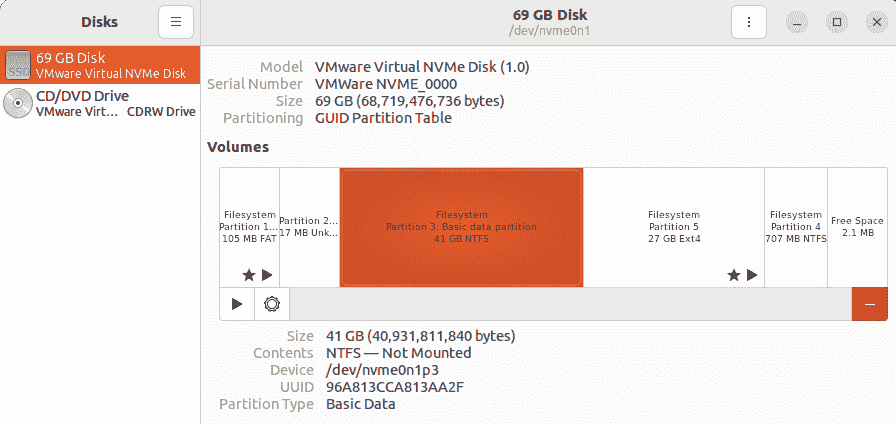 Disks
69 GB Disk
/dev/nvme0n1
69 GB Disk
VMware Virtual NVMe Disk
SSD
CD/DVD Drive
VMware Virt... CDRW Drive
Model VMware Virtual NVMe Disk (1.0)
Serial Number VMWare NVME_0000
Size 69 GB (68,719,476,736 bytes)
Partitioning GUID Partition Table
Volumes
Filesystem
Partition 1...
105 MB FAT
Partition 2...
17 MB Unk...
Filesystem
Partition 3: Basic data partition
41 GB NTFS
Filesystem
Partition 5
27 GB Ext4
Filesystem
Partition 4
707 MB NTFS
Free Space
2.1 MB
Size 41 GB (40,931,811,840 bytes)
Contents NTFS — Not Mounted
Device /dev/nvme0n1p3
UUID 96A813CCA813AA2F
Partition Type Basic Data